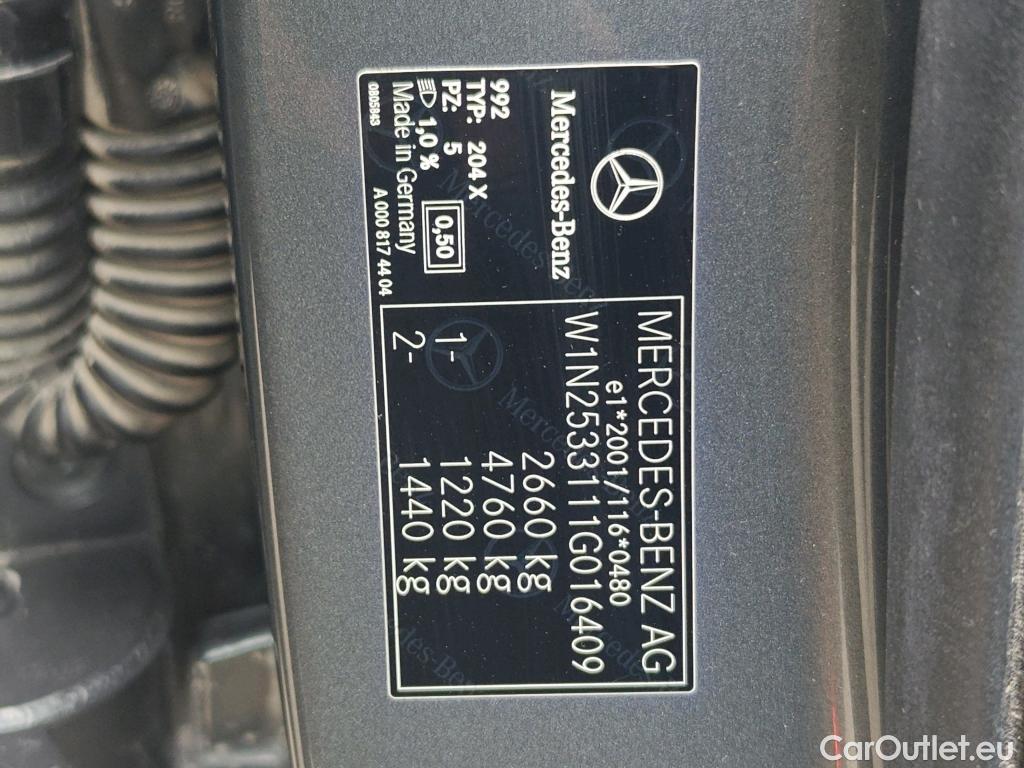 Mercedes-Benz
992
TYP: 204 X
PZ: 5
1,0 %
0,50
Made in Germany
0805843
A 000 817 44 04
MERCEDES-BENZ AG
e1*2001/116*0480
W1N2533111G016409
2660 kg
4760 kg
1- 1220 kg
2- 1440 kg
CarOutlet.eu